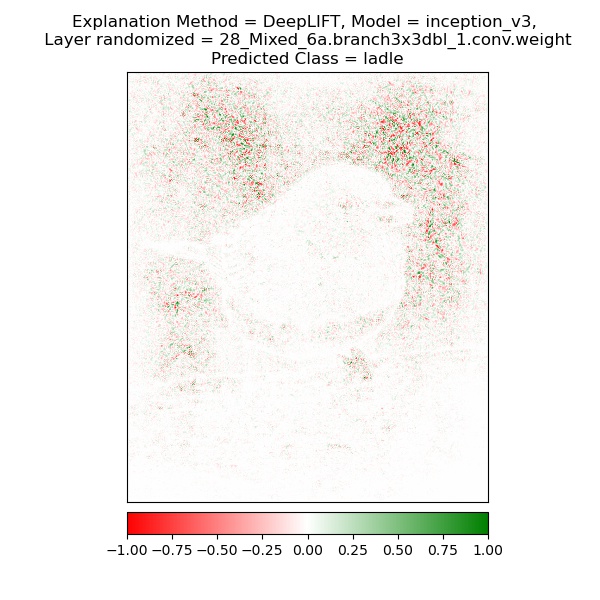 Explanation Method = DeepLIFT, Model = inception_v3,
Layer randomized = 28_Mixed_6a.branch3x3dbl_1.conv.weight
Predicted Class = ladle
−1.00 −0.75 −0.50 −0.25 0.00 0.25 0.50 0.75 1.00